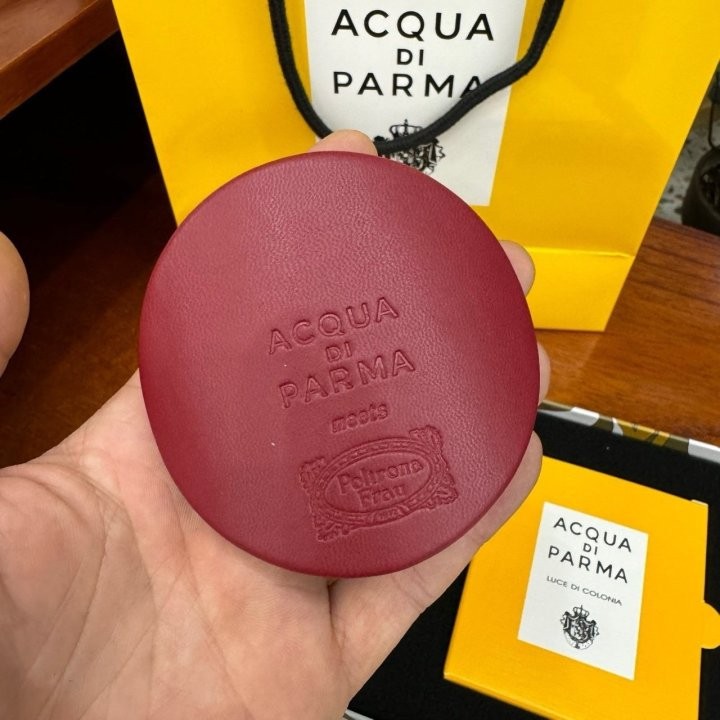 ACQUA
DI
PARMA
ACQUA
DI
PARMA
meets
Poltrona
Frau
ACQUA
DI
PARMA
LUCE DI COLONIA